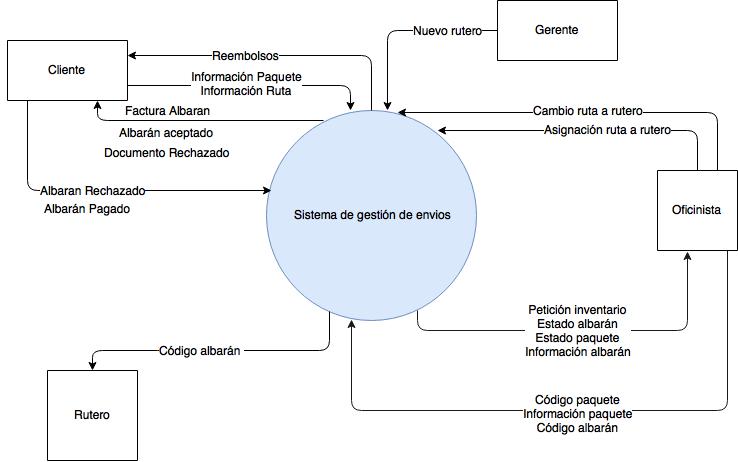 Nuevo rutero
Gerente
Cliente
Reembolsos
Información Paquete
Información Ruta
Factura Albaran
Albarán aceptado
Documento Rechazado
Cambio ruta a rutero
Asignación ruta a rutero
Albaran Rechazado
Albarán Pagado
Sistema de gestión de envios
Oficinista
Petición inventario
Estado albarán
Estado paquete
Información albarán
Código albarán
Rutero
Código paquete
Información paquete
Código albarán